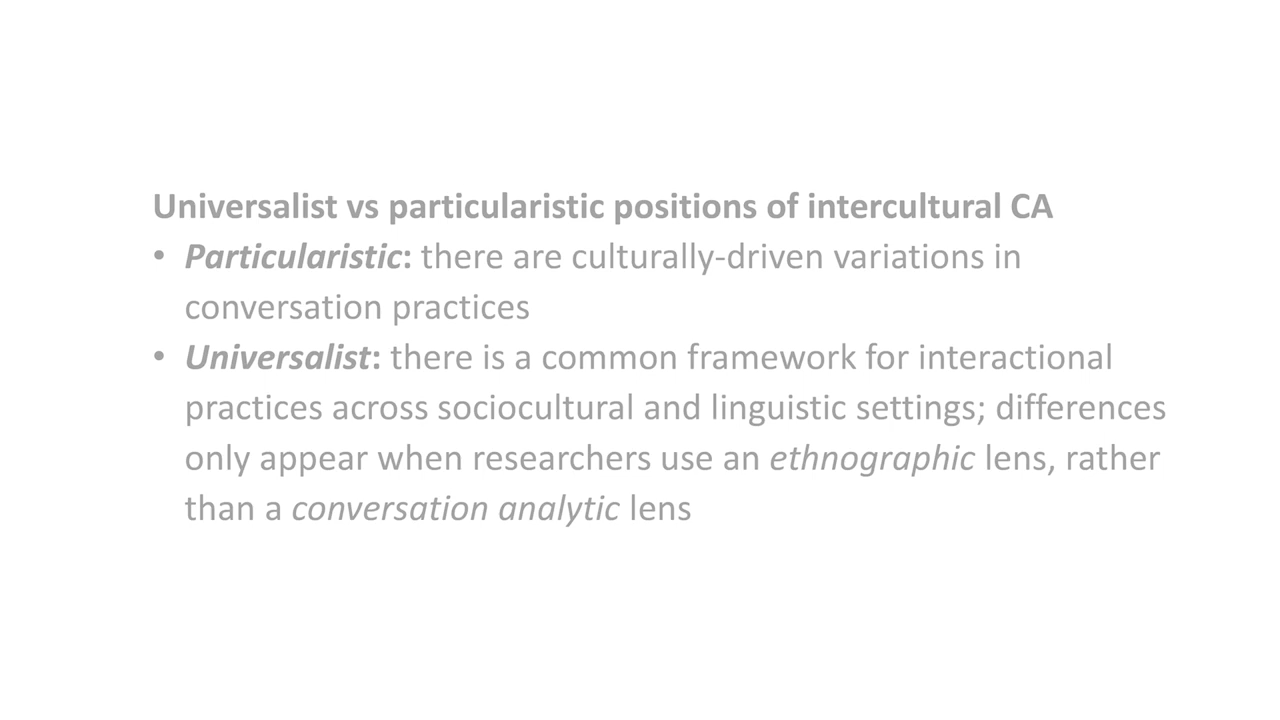 Universalist vs particularistic positions of intercultural CA
• Particularistic: there are culturally-driven variations in
conversation practices
• Universalist: there is a common framework for interactional
practices across sociocultural and linguistic settings; differences
only appear when researchers use an ethnographic lens, rather
than a conversation analytic lens